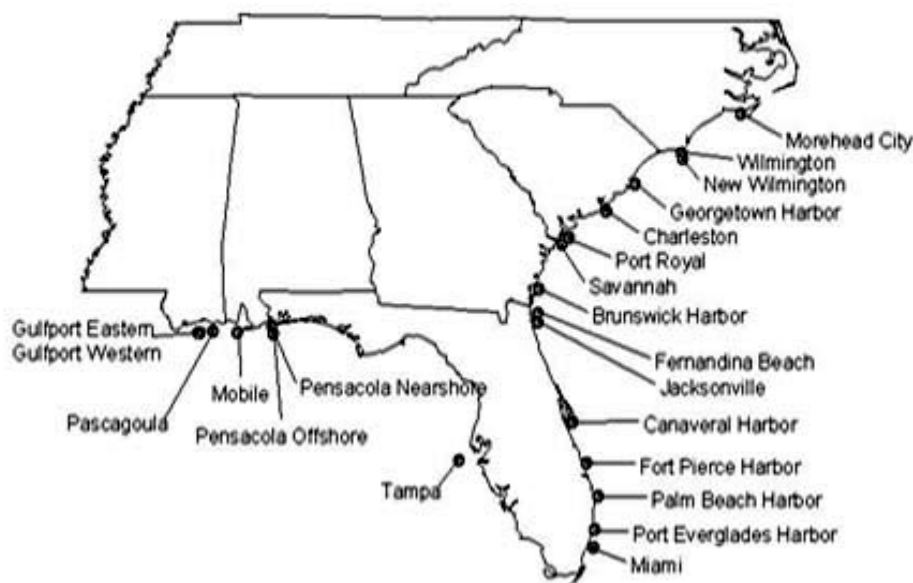 Morehead City
Wilmington
New Wilmington
Georgetown Harbor
Charleston
Port Royal
Savannah
Brunswick Harbor
Gulfport Eastern
Gulfport Western
Fernandina Beach
Jacksonville
Mobile
Pensacola Nearshore
Pascagoula
Pensacola Offshore
Canaveral Harbor
Fort Pierce Harbor
Tampa
Palm Beach Harbor
Port Everglades Harbor
Miami